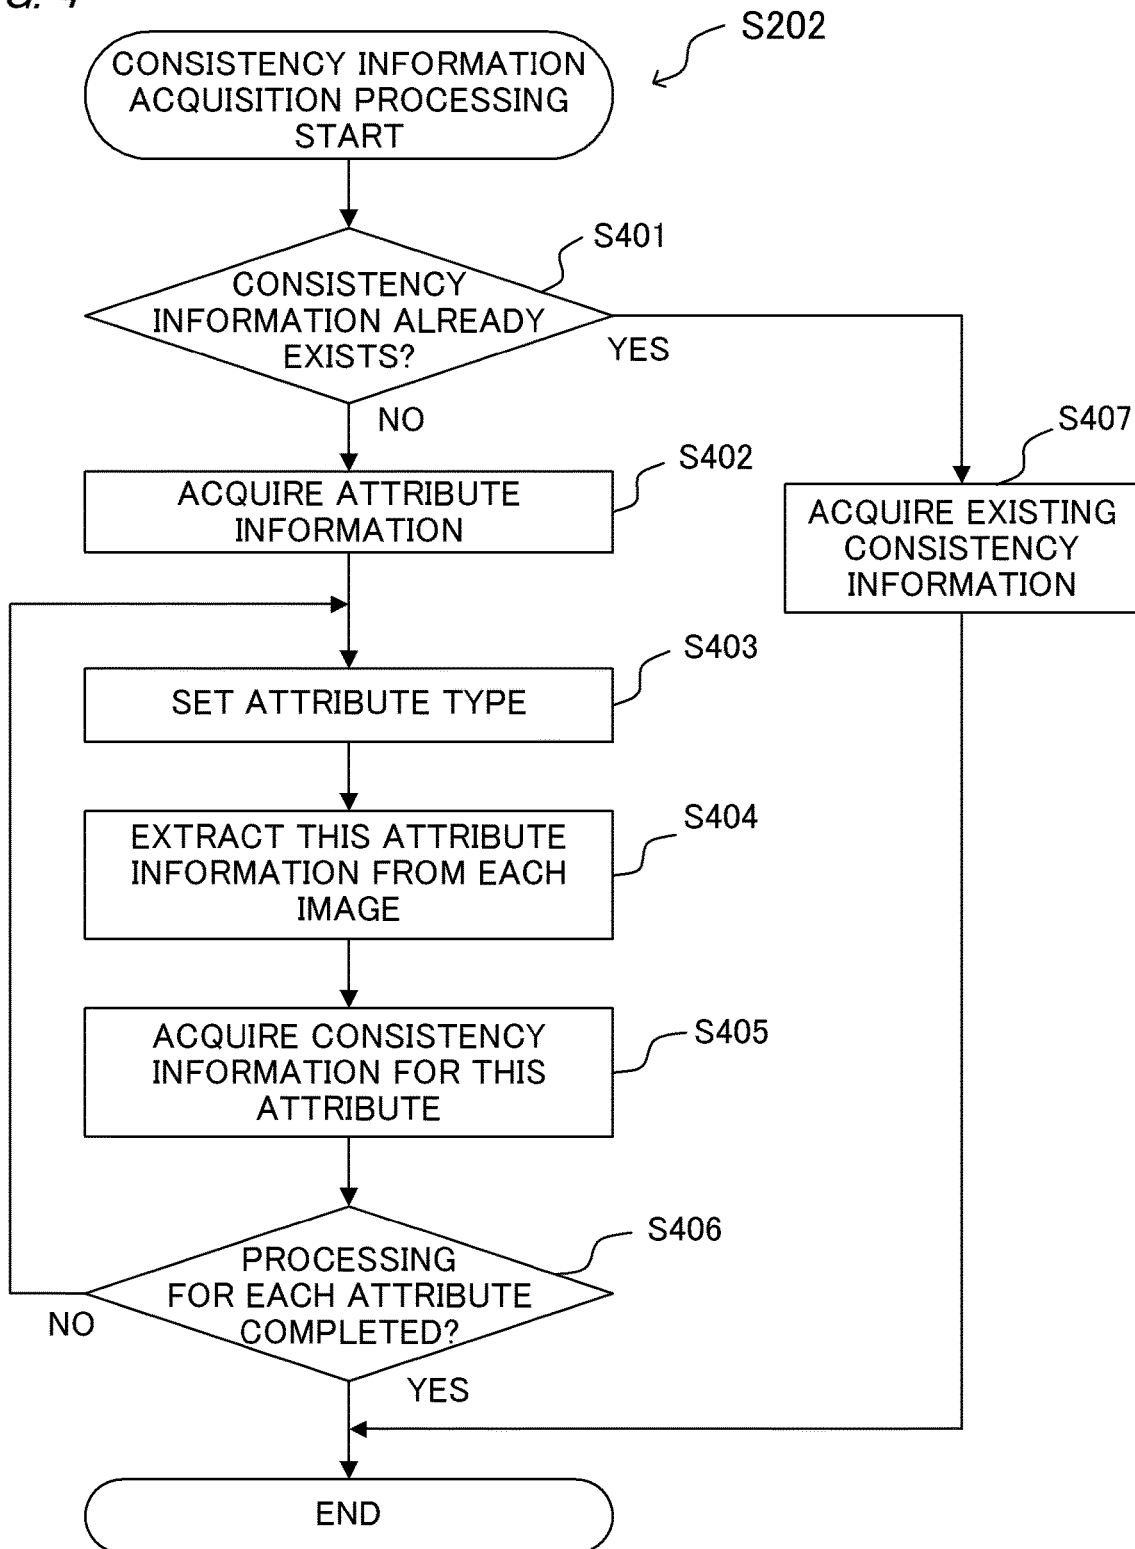 S202
CONSISTENCY INFORMATION
ACQUISITION PROCESSING
START
S401
CONSISTENCY
INFORMATION ALREADY
EXISTS?
YES
NO
S407
S402
ACQUIRE ATTRIBUTE
INFORMATION
ACQUIRE EXISTING
CONSISTENCY
INFORMATION
S403
SET ATTRIBUTE TYPE
S404
EXTRACT THIS ATTRIBUTE
INFORMATION FROM EACH
IMAGE
S405
ACQUIRE CONSISTENCY
INFORMATION FOR THIS
ATTRIBUTE
S406
PROCESSING
FOR EACH ATTRIBUTE
COMPLETED?
NO
YES
END